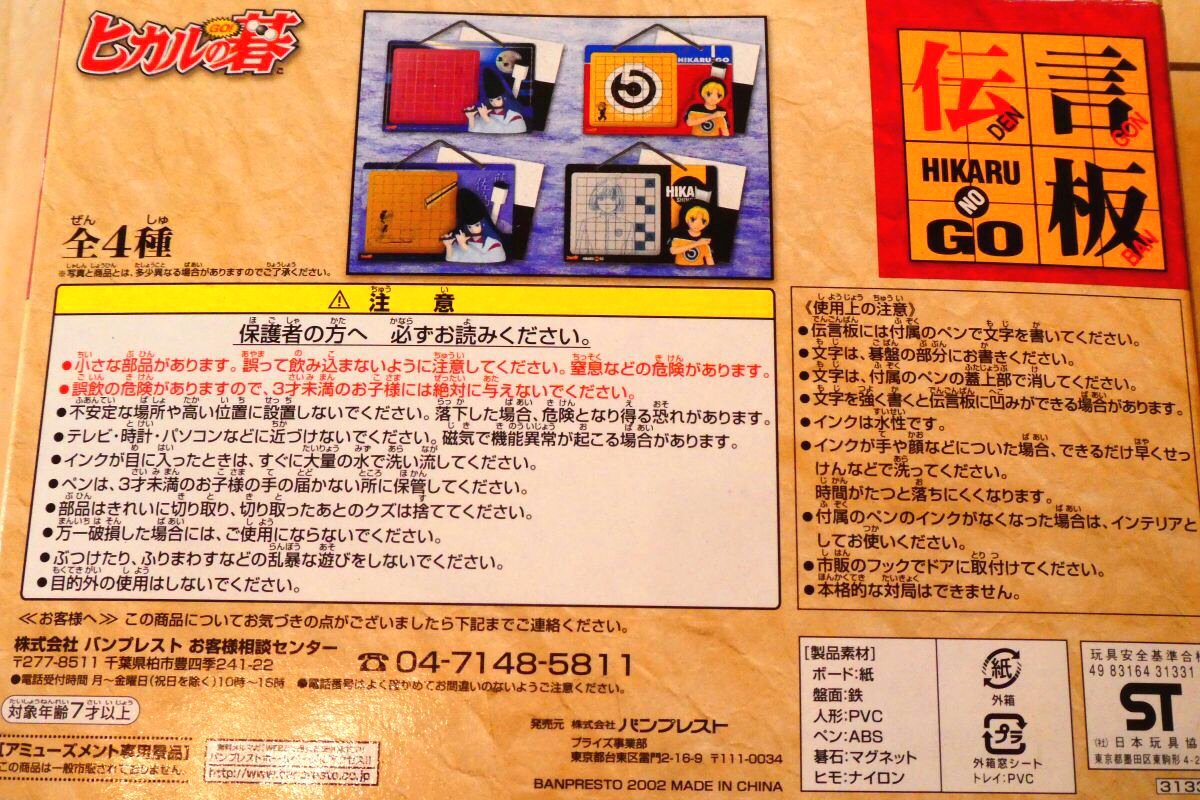 ヒカルの碁
GO!
ご
伝言板
DEN
GON
BAN
HIKARU
NO
GO
HIKARU GO
HIKA
全4種
ぜん しゅ
※写真と商品とは、多少異なる場合がありますのでご了承ください。
⚠ 注意
保護者の方へ 必ずお読みください。
●小さな部品があります。誤って飲み込まないように注意してください。窒息などの危険があります。
●誤飲の危険がありますので、3才未満のお子様には絶対に与えないでください。
●不安定な場所や高い位置に設置しないでください。落下した場合、危険となり得る恐れがあります。
●テレビ・時計・パソコンなどに近づけないでください。磁気で機能異常が起こる場合があります。
●インクが目に入ったときは、すぐに大量の水で洗い流してください。
●ペンは、3才未満のお子様の手の届かない所に保管してください。
●部品はきれいに切り取り、切り取ったあとのクズは捨ててください。
●万一破損した場合には、ご使用にならないでください。
●ぶつけたり、ふりまわすなどの乱暴な遊びをしないでください。
●目的外の使用はしないでください。
《使用上の注意》
●伝言板には付属のペンで文字を書いてください。
●文字は、碁盤の部分にお書きください。
●文字は、付属のペンの蓋上部で消してください。
●文字を強く書くと伝言板に凹みができる場合があります。
●インクは水性です。
●インクが手や顔などについた場合、できるだけ早くせっ
けんなどで洗ってください。
時間がたつと落ちにくくなります。
●付属のペンのインクがなくなった場合は、インテリアと
してお使いください。
●市販のフックでドアに取付けてください。
●本格的な対局はできません。
≪お客様へ≫ この商品についてお気づきの点がございましたら下記までご連絡ください。
株式会社 バンプレスト お客様相談センター
〒277-8511 千葉県柏市豊四季241-22
☎04-7148-5811
●電話受付時間 月〜金曜日(祝日を除く)10時〜16時 ●電話番号はよく確かめてお間違いのないようご注意ください。
対象年齢7才以上
[アミューズメント専用景品]
この商品は一般市販されておりません。
http://www.banpresto.co.jp
発売元 株式会社 バンプレスト
プライズ事業部
東京都台東区雷門2-16-9 〒111-0034
BANPRESTO 2002 MADE IN CHINA
[製品素材]
ボード:紙
盤面:鉄
人形:PVC
ペン:ABS
碁石:マグネット
ヒモ:ナイロン
紙
外箱
プラ
外箱窓シート
トレイ:PVC
玩具安全基準合格
49 83164 31331
ST
(社)日本玩具協
東京都墨田区東駒形4-2
3133